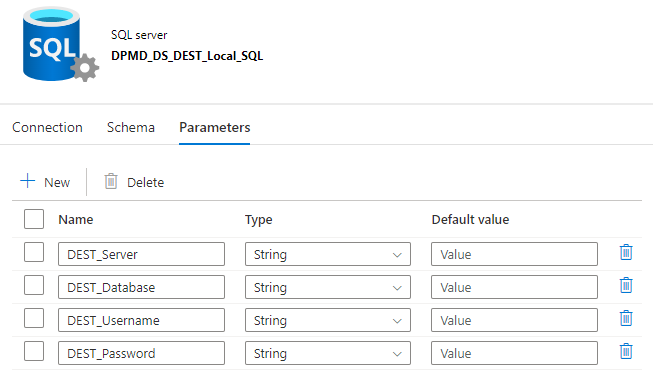 SQL
SQL server
DPMD_DS_DEST_Local_SQL
Connection Schema Parameters
New Delete
Name Type Default value
DEST_Server String Value
DEST_Database String Value
DEST_Username String Value
DEST_Password String Value